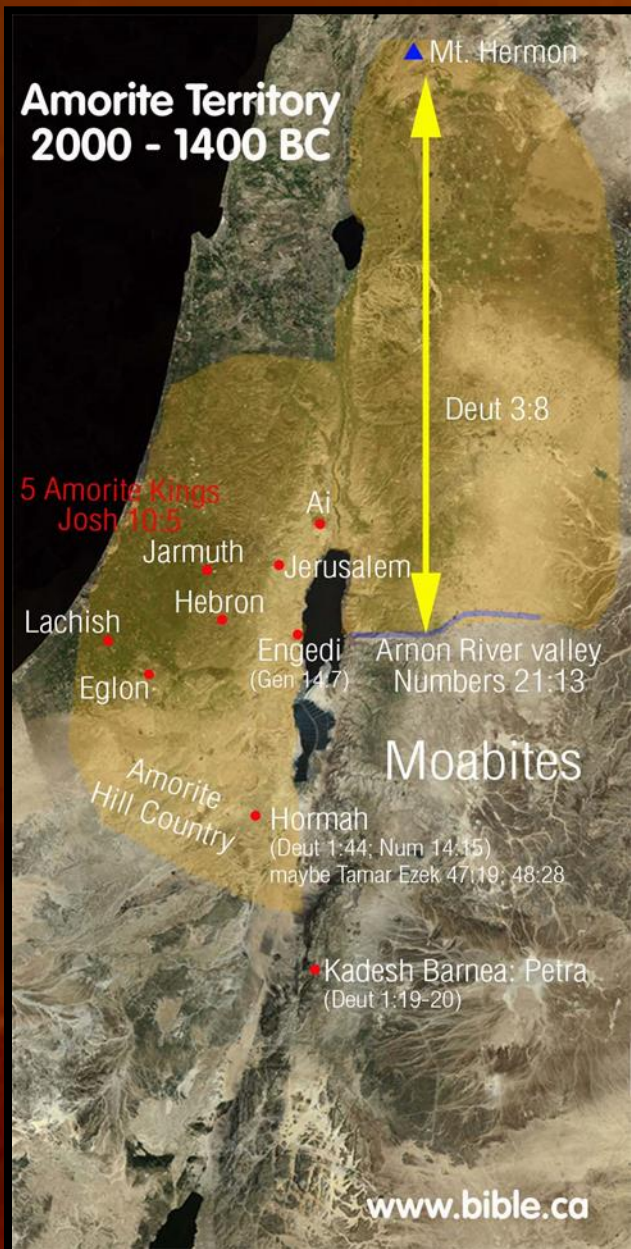 Mt. Hermon
Amorite Territory
2000 - 1400 BC
Deut 3:8
5 Amorite Kings
Josh 10:5
Ai
Jarmuth
Jerusalem
Hebron
Lachish
Engedi
(Gen 14:7)
Eglon
Arnon River valley
Numbers 21:13
Moabites
Amorite
Hill Country
Hormah
(Deut 1:44; Num 14:15)
maybe Tamar Ezek 47:19; 48:28
Kadesh Barnea: Petra
(Deut 1:19-20)
www.bible.ca